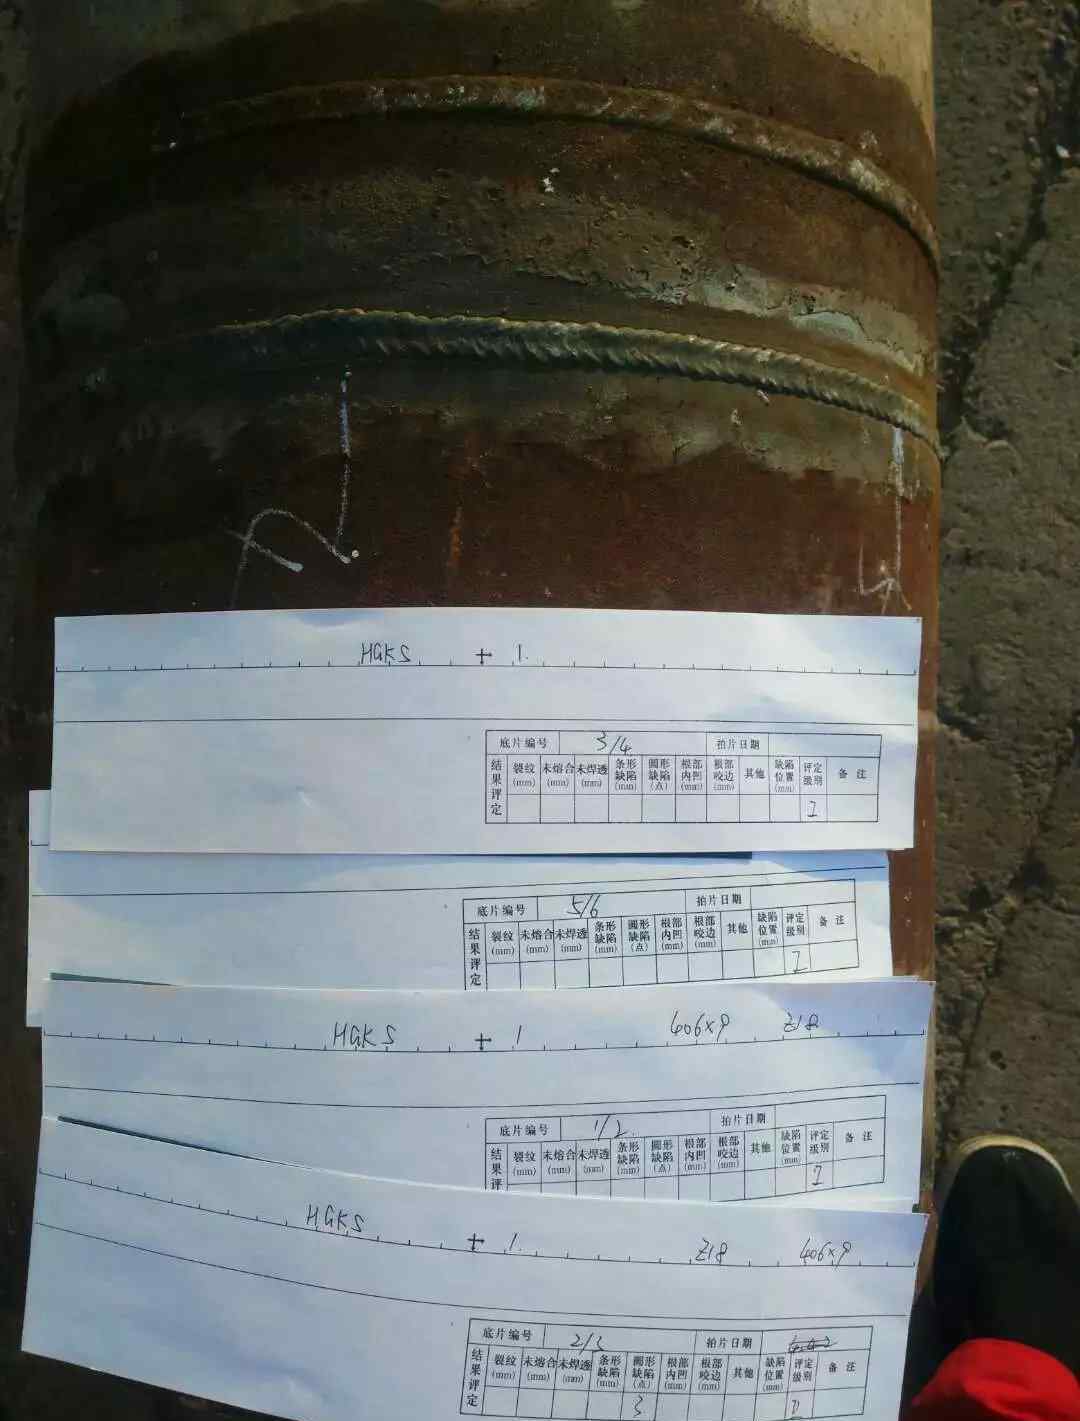 2
4
HGKS + 1.
底片编号 3/4 拍片日期
结果评定 裂纹(mm) 未熔合(mm) 未焊透(mm) 条形缺陷(mm) 圆形缺陷(点) 根部内凹(mm) 根部咬边(mm) 其他 缺陷位置(mm) 评定级别 备注
I
底片编号 5/6 拍片日期
结果评定 裂纹(mm) 未熔合(mm) 未焊透(mm) 条形缺陷(mm) 圆形缺陷(点) 根部内凹(mm) 根部咬边(mm) 其他 缺陷位置(mm) 评定级别 备注
I
HGKS + 1 406×9 Z18
底片编号 1/2 拍片日期
结果评 裂纹(mm) 未熔合(mm) 未焊透(mm) 条形缺陷(mm) 圆形缺陷(点) 根部内凹(mm) 根部咬边(mm) 其他 缺陷位置(mm) 评定级别 备注
I
HGKS + 1. Z18 406×9
底片编号 2/3 拍片日期
结果评定 裂纹(mm) 未熔合(mm) 未焊透(mm) 条形缺陷(mm) 圆形缺陷(点) 根部内凹(mm) 根部咬边(mm) 其他 缺陷位置(mm) 评定级别 备注
3